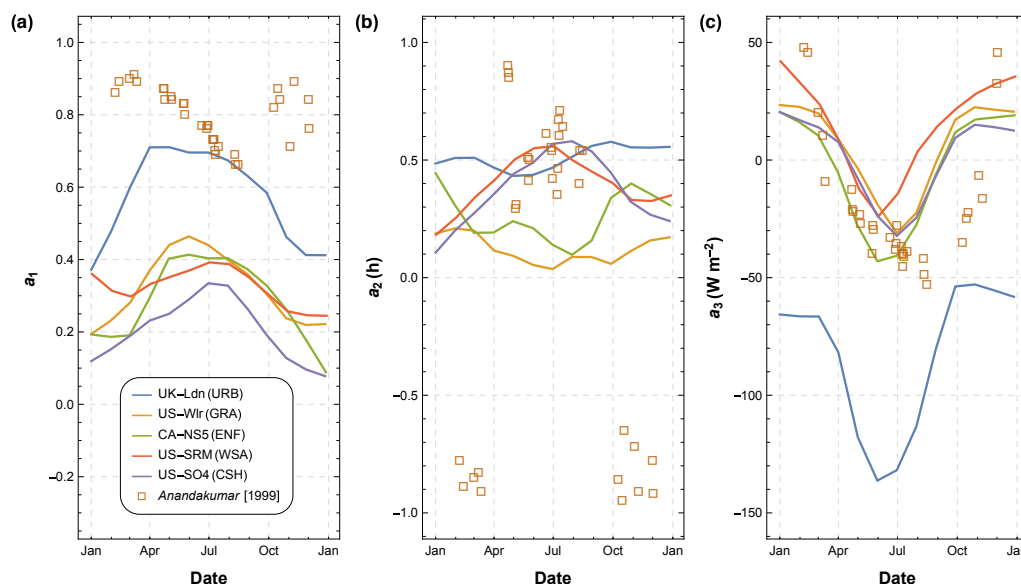 (a)
(b)
(c)
1.0
0.8
0.6
0.4
0.2
0.0
−0.2
a1
UK−Ldn (URB)
US−Wlr (GRA)
CA−NS5 (ENF)
US−SRM (WSA)
US−SO4 (CSH)
Anandakumar [1999]
Jan Apr Jul Oct Jan
Date
1.0
0.5
0.0
−0.5
−1.0
a2 (h)
Jan Apr Jul Oct Jan
Date
50
0
−50
−100
−150
a3 (W m−2)
Jan Apr Jul Oct Jan
Date